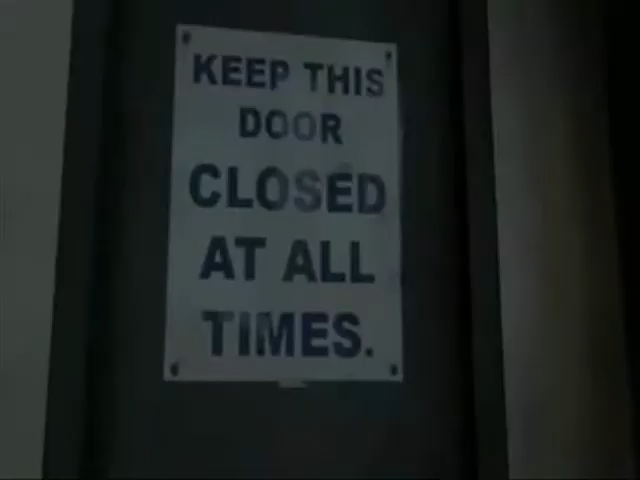 KEEP THIS
DOOR
CLOSED
AT ALL
TIMES.